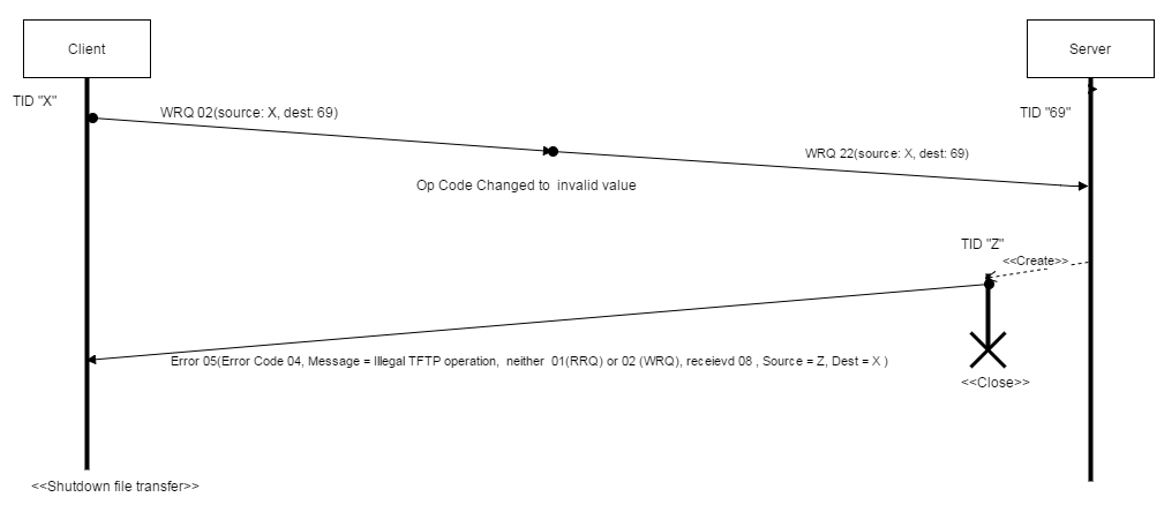 Client
Server
TID "X"
WRQ 02(source: X, dest: 69)
TID "69"
WRQ 22(source: X, dest: 69)
Op Code Changed to invalid value
TID "Z"
<<Create>>
Error 05(Error Code 04, Message = Illegal TFTP operation, neither 01(RRQ) or 02 (WRQ), receievd 08 , Source = Z, Dest = X )
<<Close>>
<<Shutdown file transfer>>